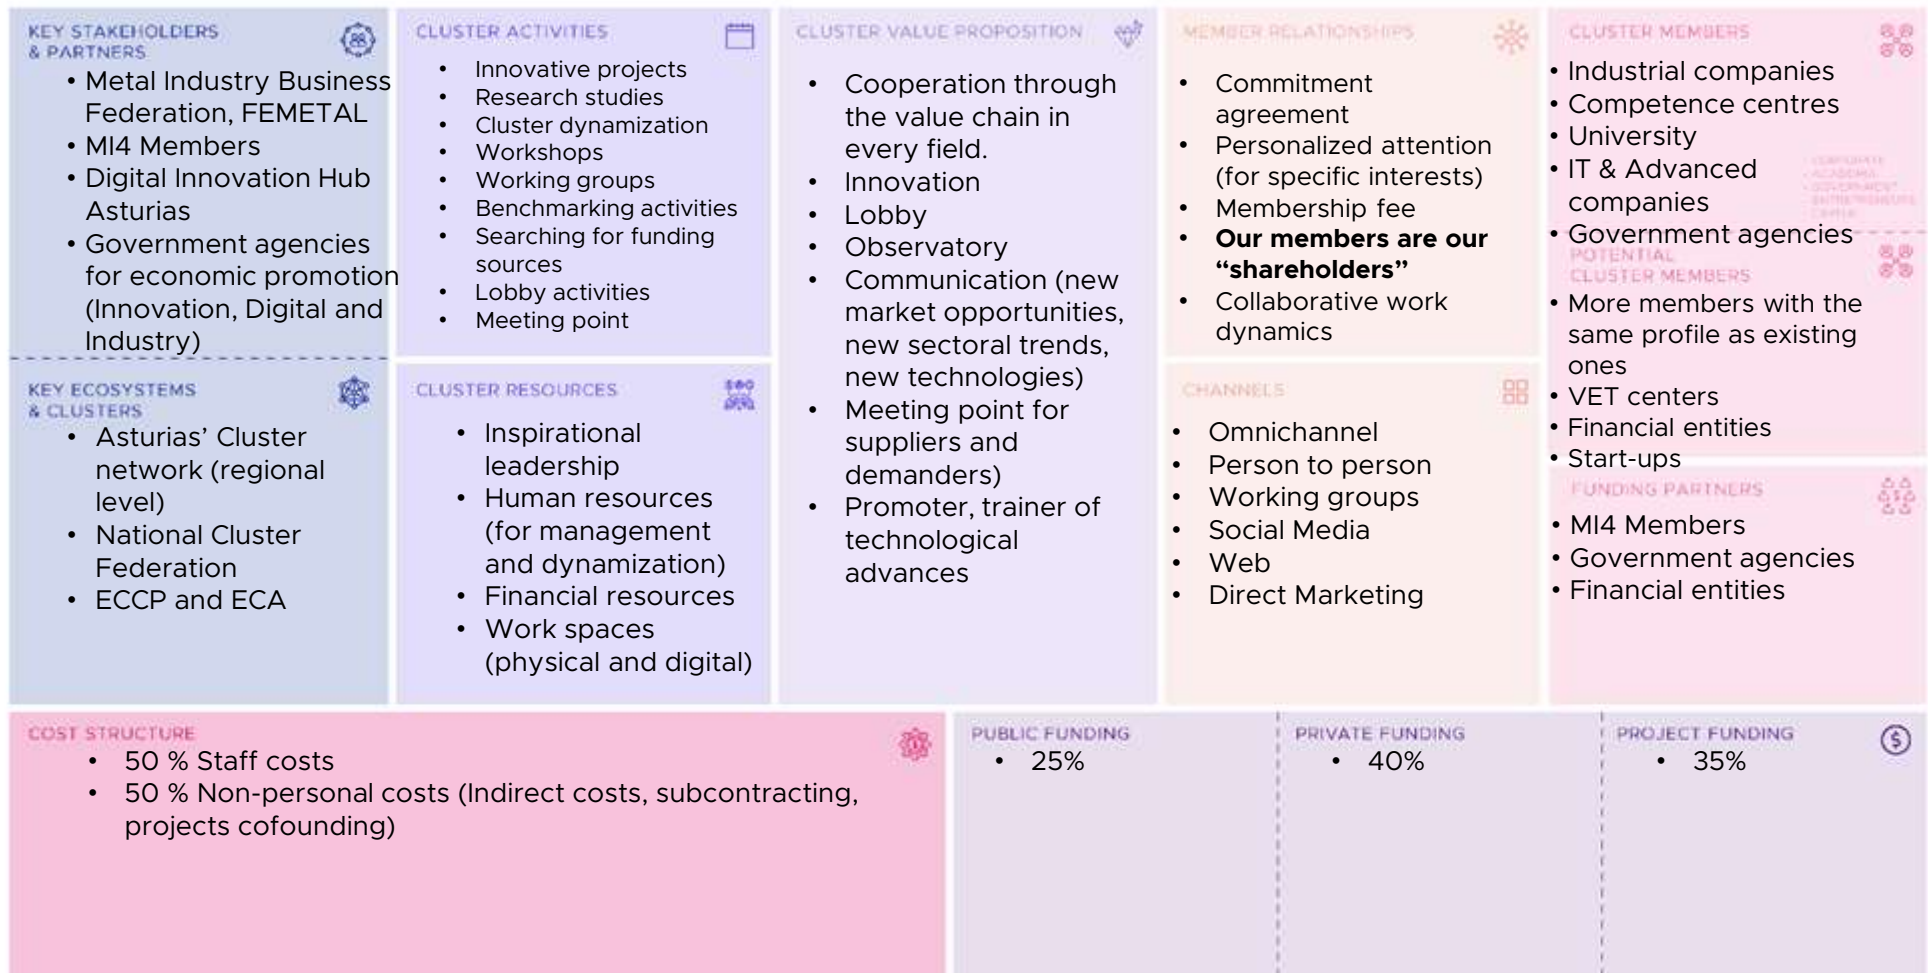 KEY STAKEHOLDERS
& PARTNERS
• Metal Industry Business
Federation, FEMETAL
• MI4 Members
• Digital Innovation Hub
Asturias
• Government agencies
for economic promotion
(Innovation, Digital and
Industry)
KEY ECOSYSTEMS
& CLUSTERS
• Asturias’ Cluster
network (regional
level)
• National Cluster
Federation
• ECCP and ECA
CLUSTER ACTIVITIES
• Innovative projects
• Research studies
• Cluster dynamization
• Workshops
• Working groups
• Benchmarking activities
• Searching for funding
sources
• Lobby activities
• Meeting point
CLUSTER RESOURCES
• Inspirational
leadership
• Human resources
(for management
and dynamization)
• Financial resources
• Work spaces
(physical and digital)
CLUSTER VALUE PROPOSITION
• Cooperation through
the value chain in
every field.
• Innovation
• Lobby
• Observatory
• Communication (new
market opportunities,
new sectoral trends,
new technologies)
• Meeting point for
suppliers and
demanders)
• Promoter, trainer of
technological
advances
MEMBER RELATIONSHIPS
• Commitment
agreement
• Personalized attention
(for specific interests)
• Membership fee
• Our members are our
“shareholders”
• Collaborative work
dynamics
CHANNELS
• Omnichannel
• Person to person
• Working groups
• Social Media
• Web
• Direct Marketing
CLUSTER MEMBERS
• Industrial companies
• Competence centres
• University
• IT & Advanced
companies
• Government agencies
• CORPORATE
• ACADEMIA
• GOVERNMENT
POTENTIAL
CLUSTER MEMBERS
• More members with the
same profile as existing
ones
• VET centers
• Financial entities
• Start-ups
FUNDING PARTNERS
• MI4 Members
• Government agencies
• Financial entities
COST STRUCTURE
• 50 % Staff costs
• 50 % Non-personal costs (Indirect costs, subcontracting,
projects cofounding)
PUBLIC FUNDING
• 25%
PRIVATE FUNDING
• 40%
PROJECT FUNDING
• 35%